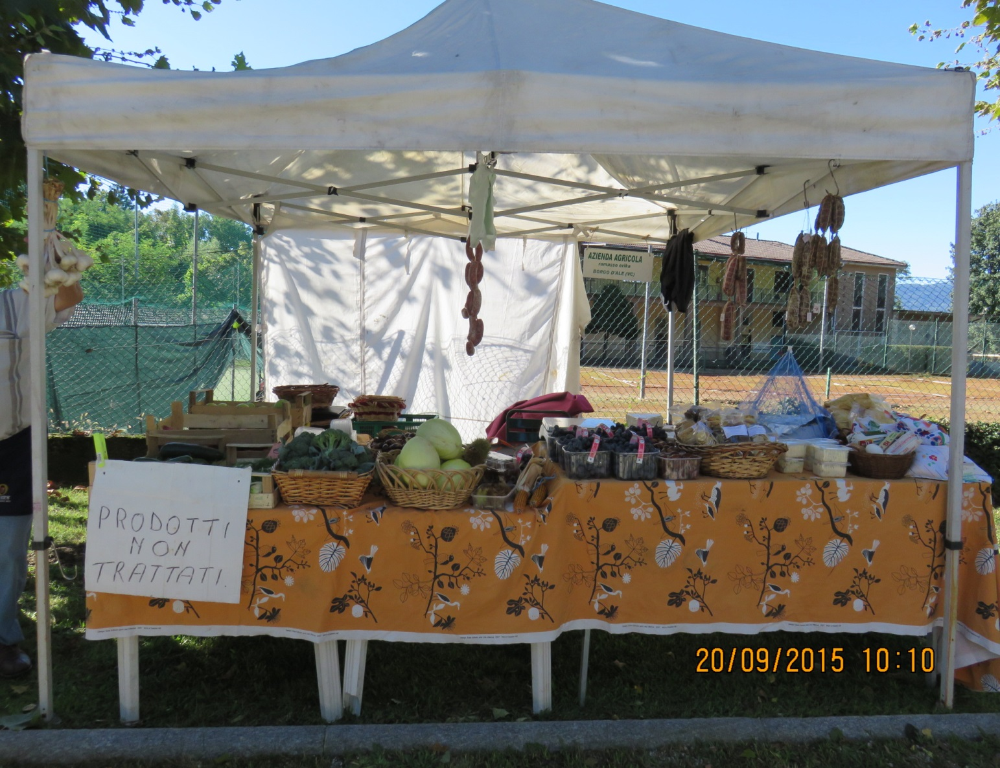 AZIENDA AGRICOLA
ramasso erika
BORGO D'ALE (VC)
PRODOTTI
NON
TRATTATI.
20/09/2015 10:10